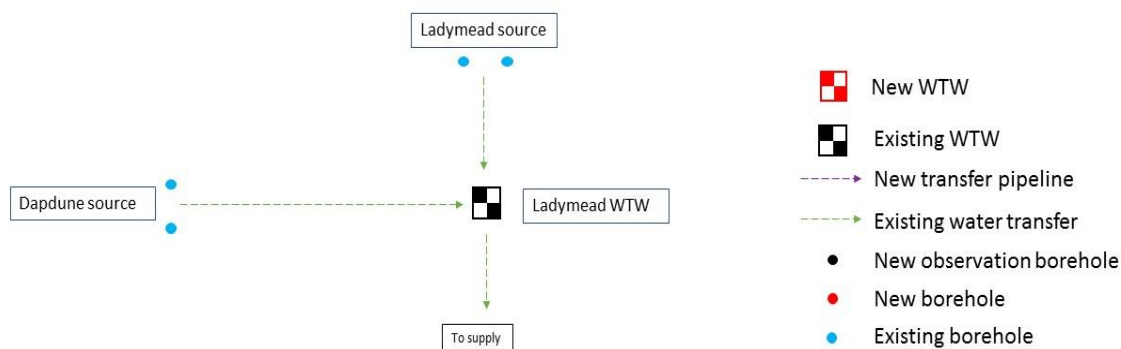 Ladymead source
Dapdune source
Ladymead WTW
To supply
New WTW
Existing WTW
New transfer pipeline
Existing water transfer
New observation borehole
New borehole
Existing borehole